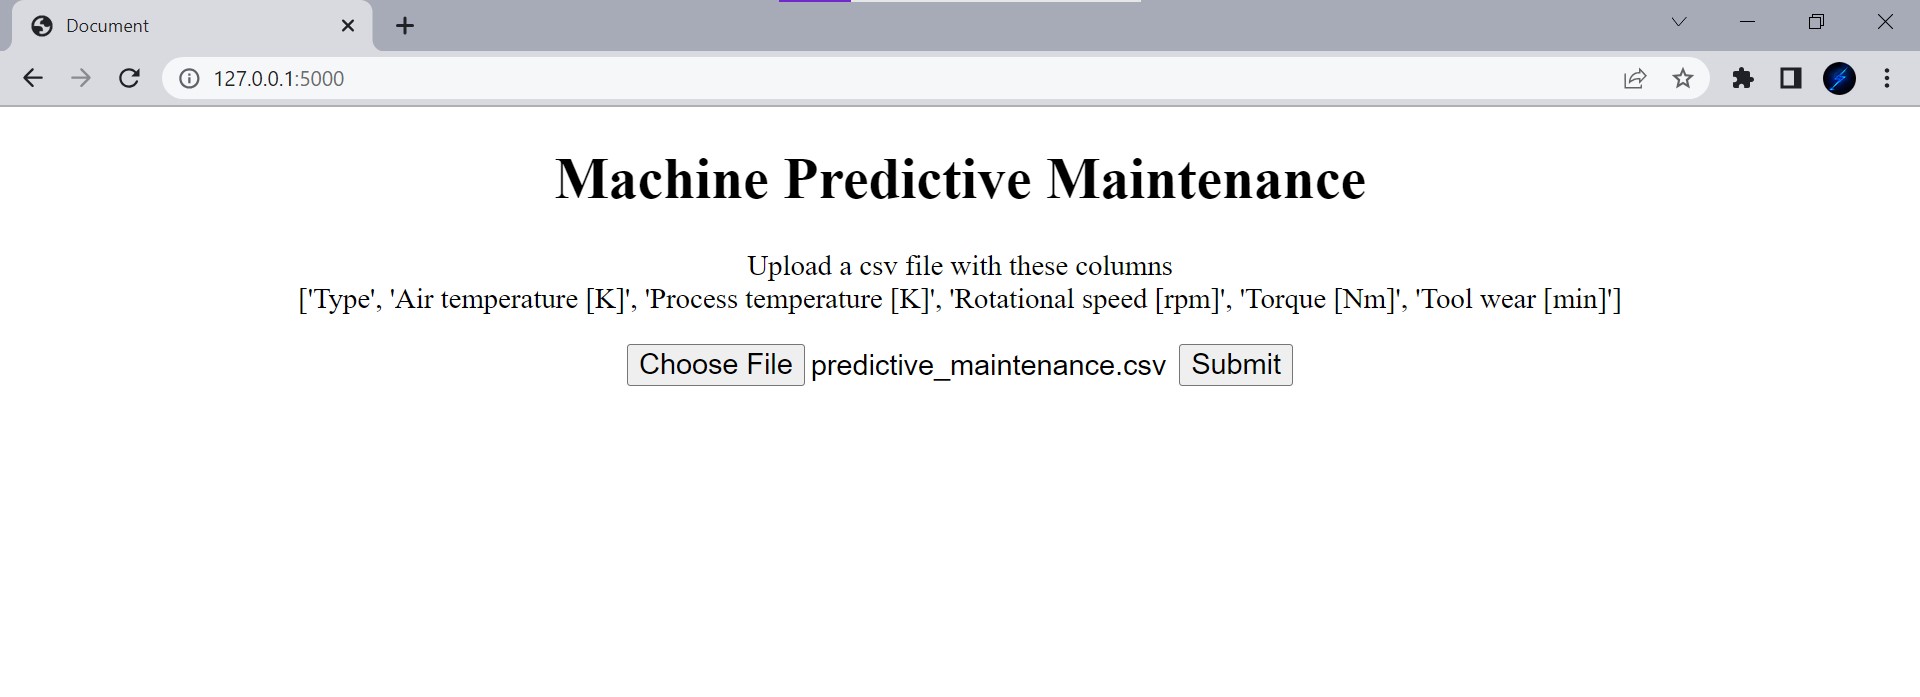 Document
127.0.0.1:5000
Machine Predictive Maintenance
Upload a csv file with these columns
['Type', 'Air temperature [K]', 'Process temperature [K]', 'Rotational speed [rpm]', 'Torque [Nm]', 'Tool wear [min]']
Choose File predictive_maintenance.csv Submit